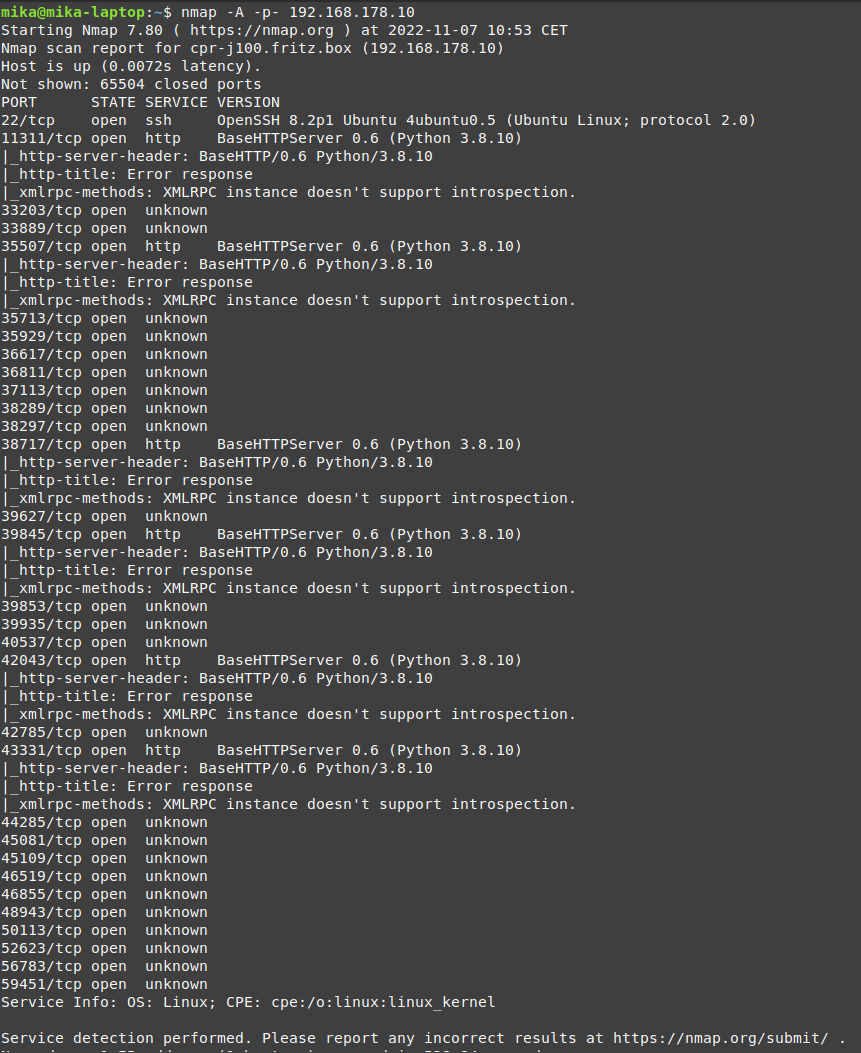 mika@mika-laptop:~$ nmap -A -p- 192.168.178.10
Starting Nmap 7.80 ( https://nmap.org ) at 2022-11-07 10:53 CET
Nmap scan report for cpr-j100.fritz.box (192.168.178.10)
Host is up (0.0072s latency).
Not shown: 65504 closed ports
PORT      STATE SERVICE VERSION
22/tcp    open  ssh     OpenSSH 8.2p1 Ubuntu 4ubuntu0.5 (Ubuntu Linux; protocol 2.0)
11311/tcp open  http    BaseHTTPServer 0.6 (Python 3.8.10)
|_http-server-header: BaseHTTP/0.6 Python/3.8.10
|_http-title: Error response
|_xmlrpc-methods: XMLRPC instance doesn't support introspection.
33203/tcp open  unknown
33889/tcp open  unknown
35507/tcp open  http    BaseHTTPServer 0.6 (Python 3.8.10)
|_http-server-header: BaseHTTP/0.6 Python/3.8.10
|_http-title: Error response
|_xmlrpc-methods: XMLRPC instance doesn't support introspection.
35713/tcp open  unknown
35929/tcp open  unknown
36617/tcp open  unknown
36811/tcp open  unknown
37113/tcp open  unknown
38289/tcp open  unknown
38297/tcp open  unknown
38717/tcp open  http    BaseHTTPServer 0.6 (Python 3.8.10)
|_http-server-header: BaseHTTP/0.6 Python/3.8.10
|_http-title: Error response
|_xmlrpc-methods: XMLRPC instance doesn't support introspection.
39627/tcp open  unknown
39845/tcp open  http    BaseHTTPServer 0.6 (Python 3.8.10)
|_http-server-header: BaseHTTP/0.6 Python/3.8.10
|_http-title: Error response
|_xmlrpc-methods: XMLRPC instance doesn't support introspection.
39853/tcp open  unknown
39935/tcp open  unknown
40537/tcp open  unknown
42043/tcp open  http    BaseHTTPServer 0.6 (Python 3.8.10)
|_http-server-header: BaseHTTP/0.6 Python/3.8.10
|_http-title: Error response
|_xmlrpc-methods: XMLRPC instance doesn't support introspection.
42785/tcp open  unknown
43331/tcp open  http    BaseHTTPServer 0.6 (Python 3.8.10)
|_http-server-header: BaseHTTP/0.6 Python/3.8.10
|_http-title: Error response
|_xmlrpc-methods: XMLRPC instance doesn't support introspection.
44285/tcp open  unknown
45081/tcp open  unknown
45109/tcp open  unknown
46519/tcp open  unknown
46855/tcp open  unknown
48943/tcp open  unknown
50113/tcp open  unknown
52623/tcp open  unknown
56783/tcp open  unknown
59451/tcp open  unknown
Service Info: OS: Linux; CPE: cpe:/o:linux:linux_kernel

Service detection performed. Please report any incorrect results at https://nmap.org/submit/ .